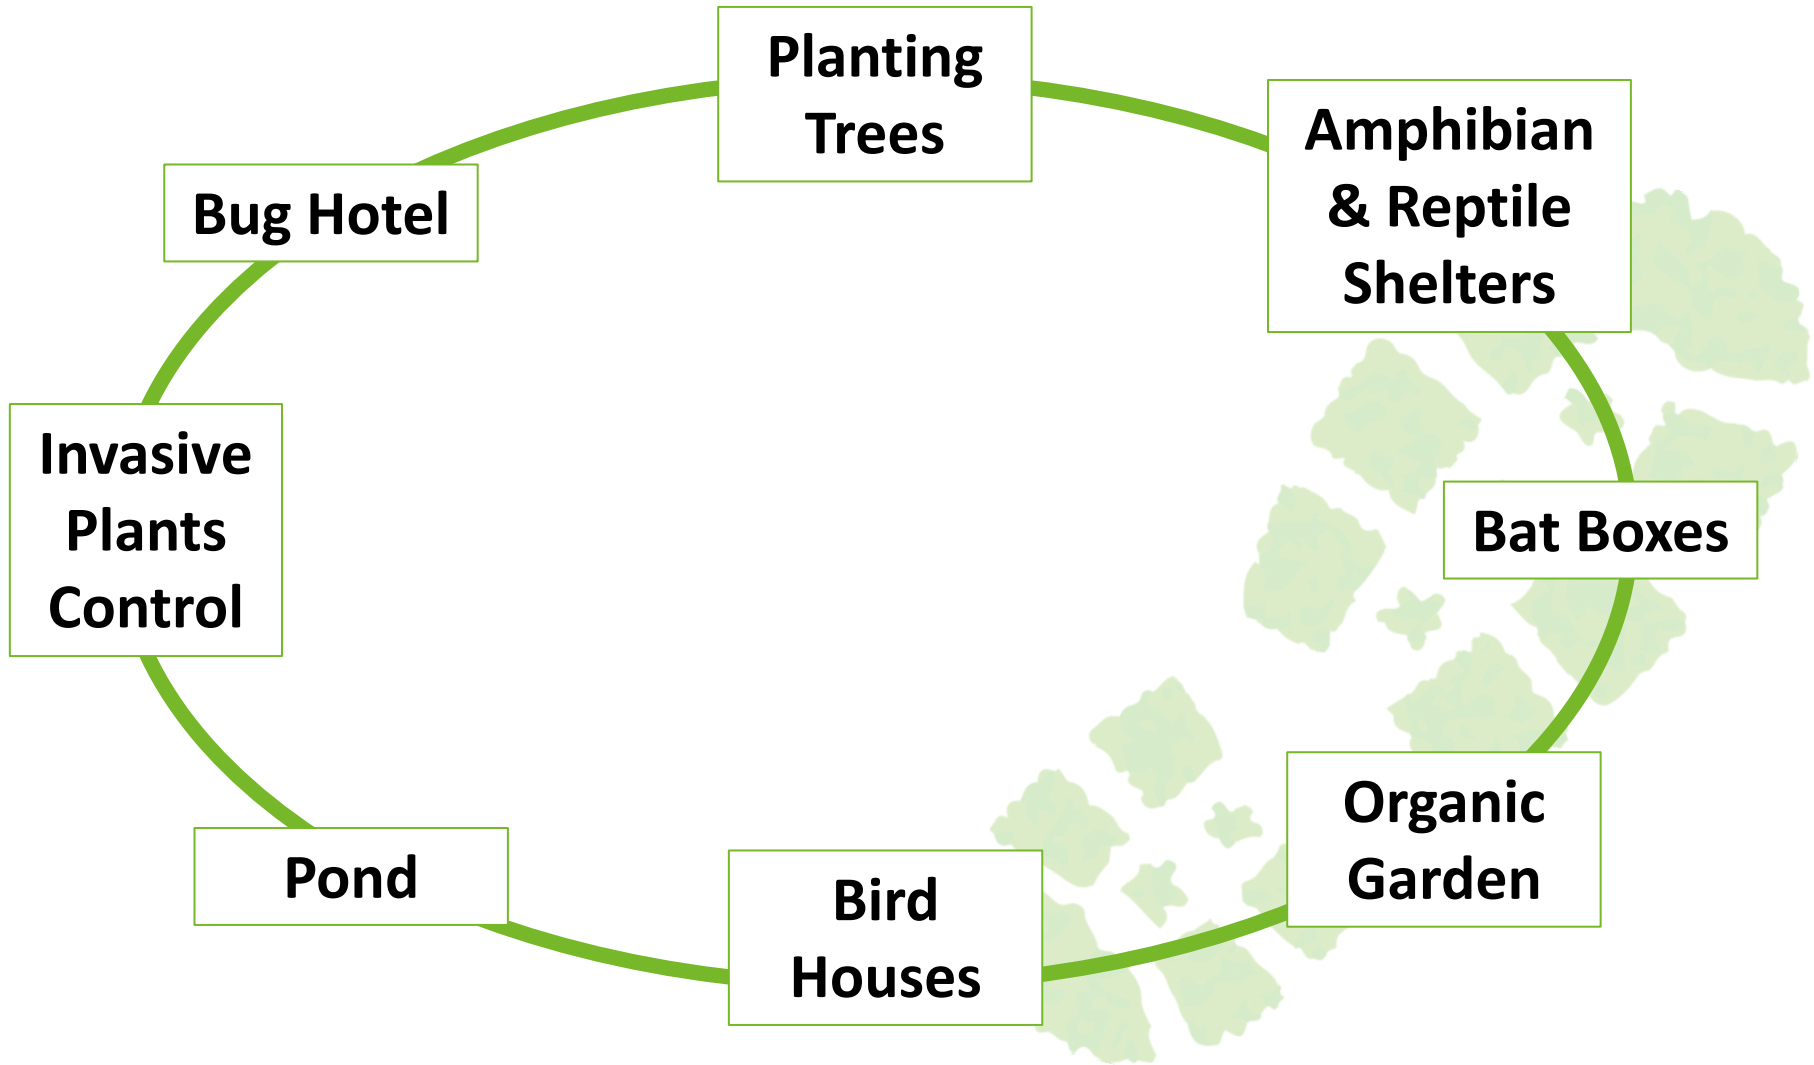 Planting
Trees
Amphibian
& Reptile
Shelters
Bug Hotel
Invasive
Plants
Control
Bat Boxes
Organic
Garden
Pond
Bird
Houses